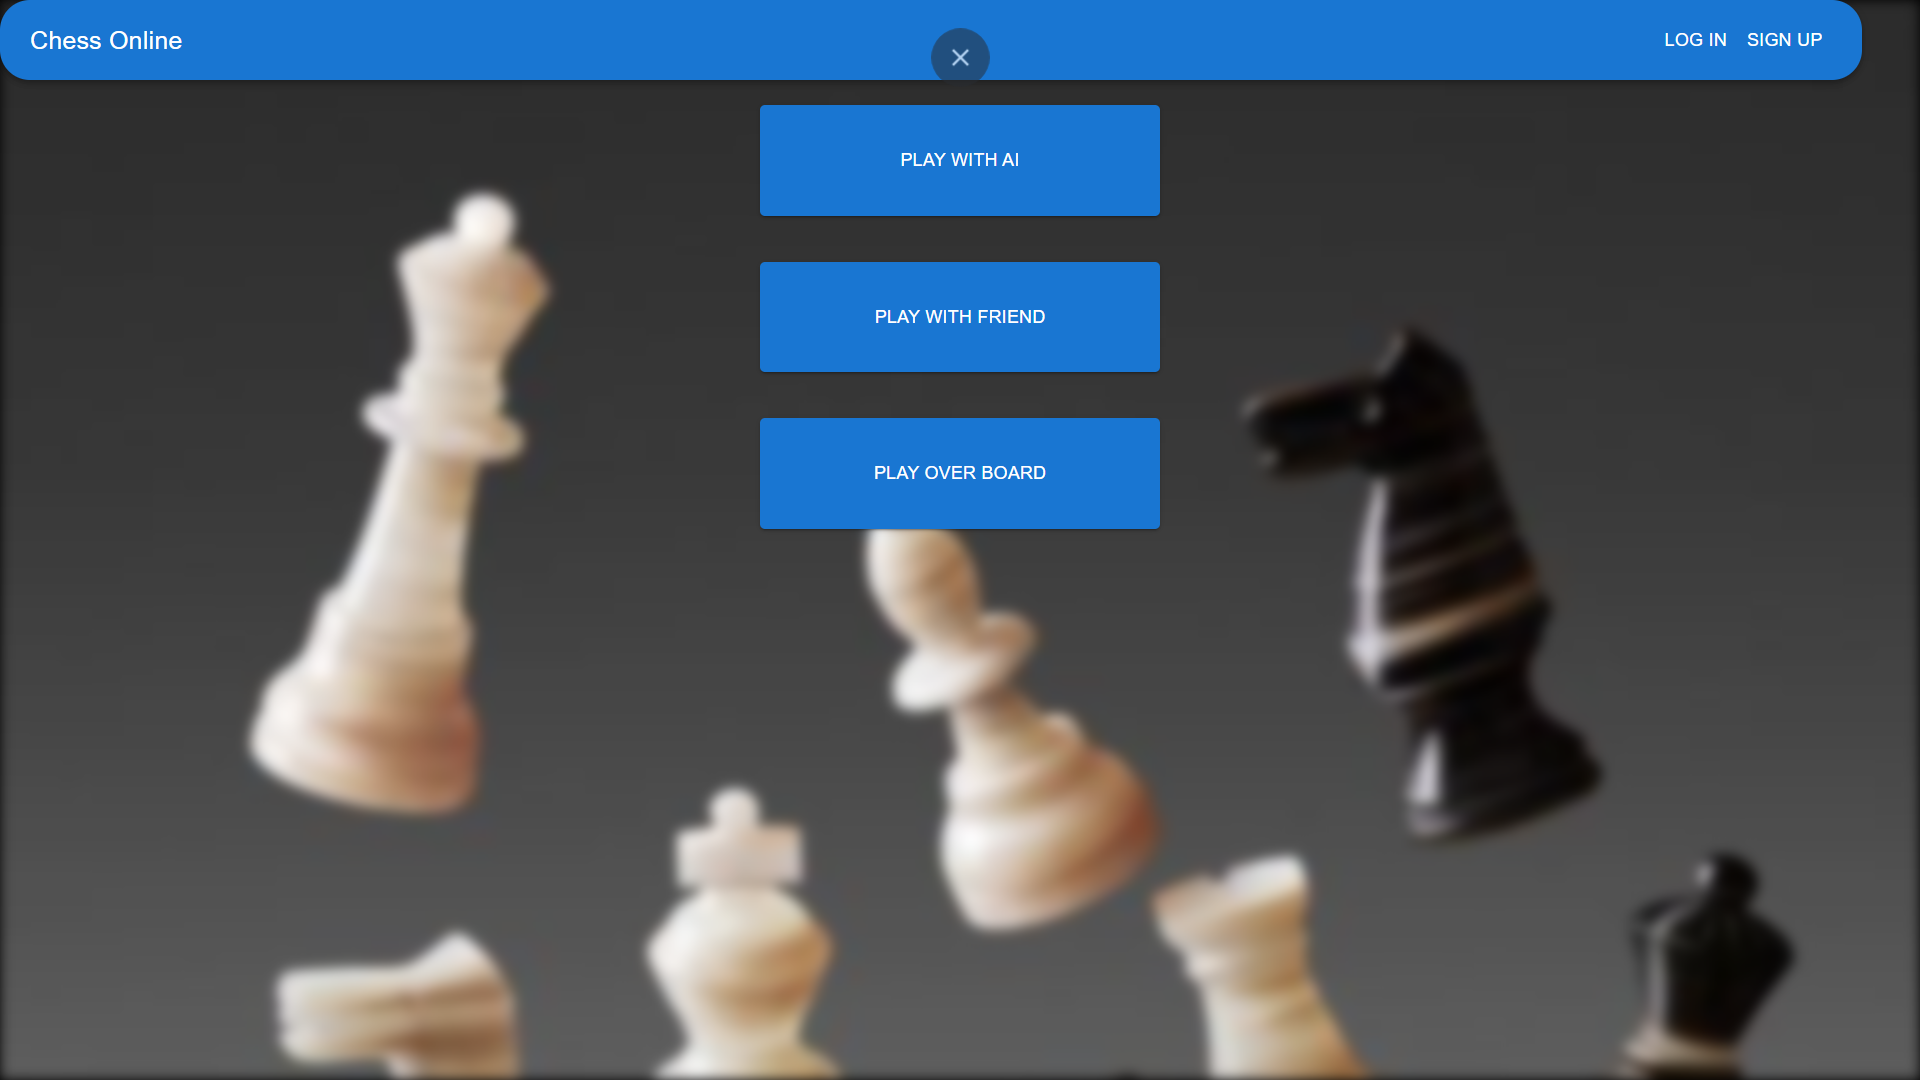 Chess Online
LOG IN SIGN UP
PLAY WITH AI
PLAY WITH FRIEND
PLAY OVER BOARD